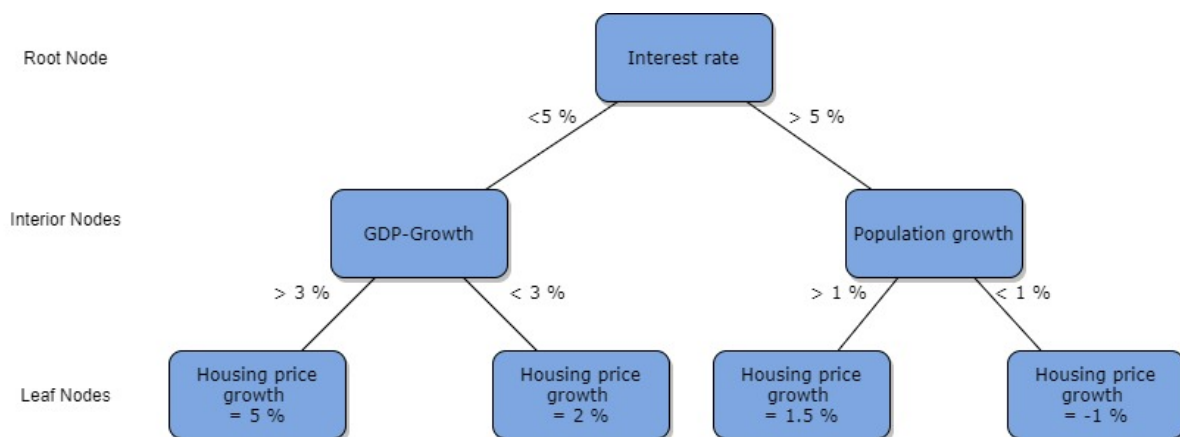 Root Node
Interest rate
<5 %
> 5 %
Interior Nodes
GDP-Growth
Population growth
> 3 %
< 3 %
> 1 %
< 1 %
Leaf Nodes
Housing price
growth
= 5 %
Housing price
growth
= 2 %
Housing price
growth
= 1.5 %
Housing price
growth
= -1 %